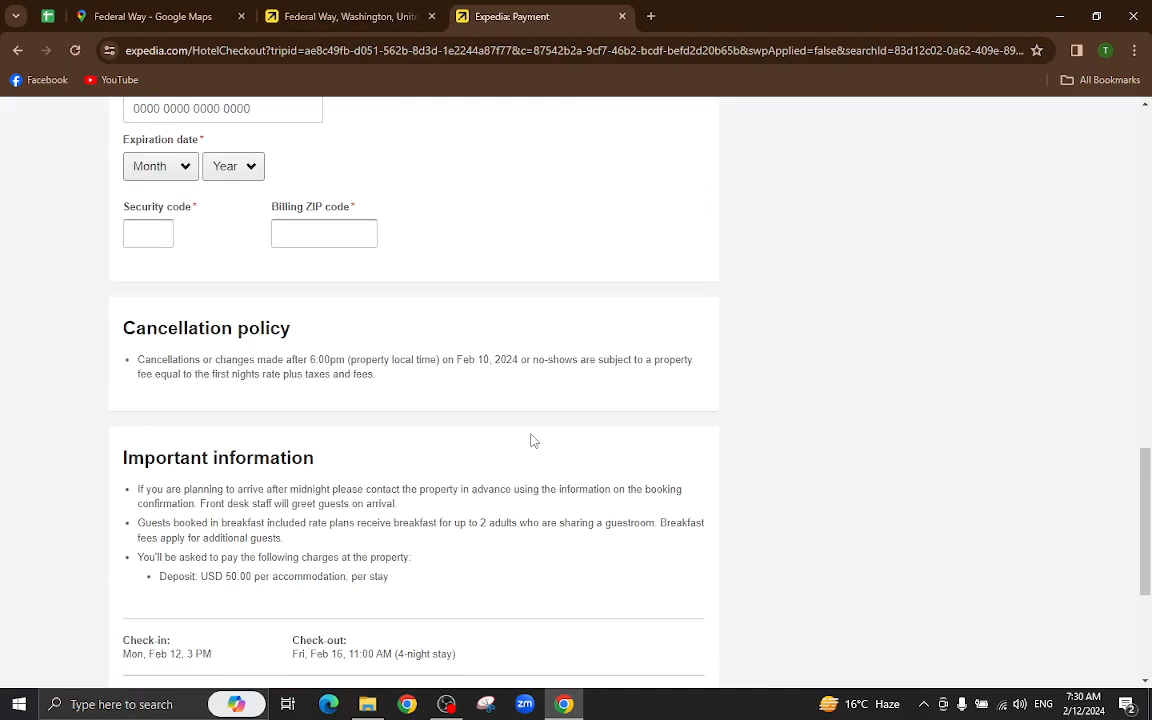 Federal Way - Google Maps
Federal Way, Washington, Unite
Expedia: Payment
expedia.com/HotelCheckout?tripid=ae8c49fb-d051-562b-8d3d-1e2244a87f778&c=87542b2a-9cf7-46b2-bcdf-befd2d20b65b&swpApplied=false&searchId=83d12c02-0a62-409e-89...
Facebook
YouTube
All Bookmarks
0000 0000 0000 0000
Expiration date*
Month Year
Security code* Billing ZIP code*
Cancellation policy
Cancellations or changes made after 6:00pm (property local time) on Feb 10, 2024 or no-shows are subject to a property
fee equal to the first nights rate plus taxes and fees.
Important information
If you are planning to arrive after midnight please contact the property in advance using the information on the booking
confirmation. Front desk staff will greet guests on arrival.
Guests booked in breakfast included rate plans receive breakfast for up to 2 adults who are sharing a guestroom. Breakfast
fees apply for additional guests.
You'll be asked to pay the following charges at the property:
Deposit: USD 50.00 per accommodation, per stay
Check-in: Check-out:
Mon, Feb 12, 3 PM Fri, Feb 16, 11:00 AM (4-night stay)
Type here to search
zm
16°C Haze
ENG
7:30 AM
2/12/2024
2
T